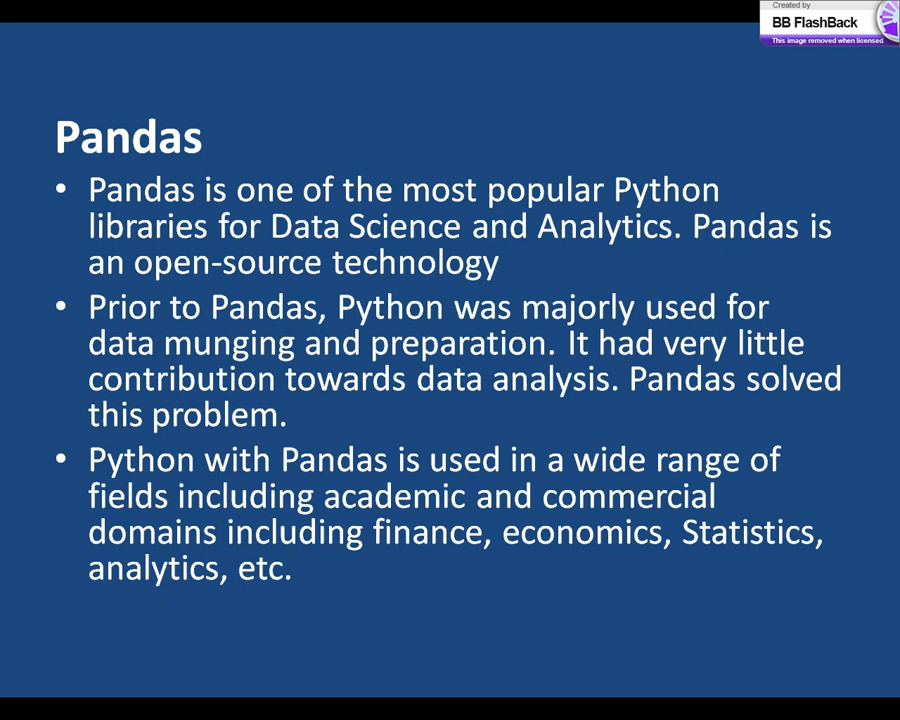 Created by
BB FlashBack
This image removed when licensed
Pandas
• Pandas is one of the most popular Python
libraries for Data Science and Analytics. Pandas is
an open-source technology
• Prior to Pandas, Python was majorly used for
data munging and preparation. It had very little
contribution towards data analysis. Pandas solved
this problem.
• Python with Pandas is used in a wide range of
fields including academic and commercial
domains including finance, economics, Statistics,
analytics, etc.